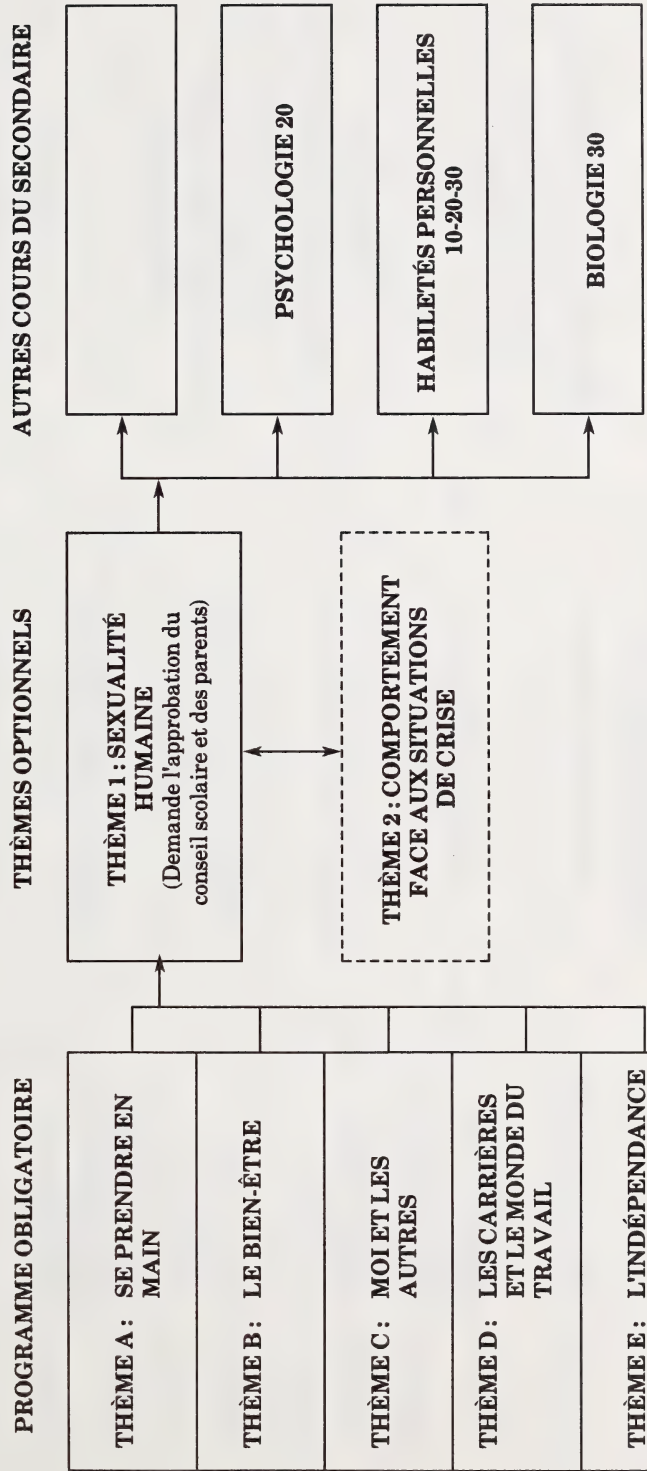 PROGRAMME OBLIGATOIRE
THÈME A : SE PRENDRE EN
MAIN
THÈME B : LE BIEN-ÊTRE
THÈME C : MOI ET LES
AUTRES
THÈME D : LES CARRIÈRES
ET LE MONDE DU
TRAVAIL
THÈME E : L'INDÉPENDANCE
THÈMES OPTIONNELS
THÈME 1 : SEXUALITÉ
HUMAINE
(Demande l'approbation du
conseil scolaire et des parents)
THÈME 2 : COMPORTEMENT
FACE AUX SITUATIONS
DE CRISE
AUTRES COURS DU SECONDAIRE
PSYCHOLOGIE 20
HABILETÉS PERSONNELLES
10-20-30
BIOLOGIE 30